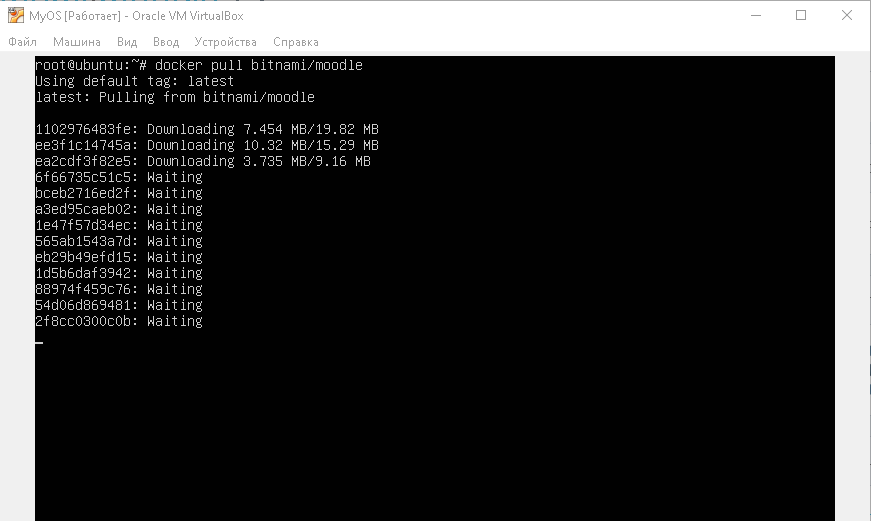 MyOS [Работает] - Oracle VM VirtualBox
Файл Машина Вид Ввод Устройства Справка
root@ubuntu:~# docker pull bitnami/moodle
Using default tag: latest
latest: Pulling from bitnami/moodle
1102976483fe: Downloading 7.454 MB/19.82 MB
ee3f1c14745a: Downloading 10.32 MB/15.29 MB
ea2cdf3f82e5: Downloading 3.735 MB/9.16 MB
6f66735c51c5: Waiting
bceb2716ed2f: Waiting
a3ed95caeb02: Waiting
1e47f57d34ec: Waiting
565ab1543a7d: Waiting
eb29b49efd15: Waiting
1d5b6daf3942: Waiting
88974f459c76: Waiting
54d06d869481: Waiting
2f8cc0300c0b: Waiting